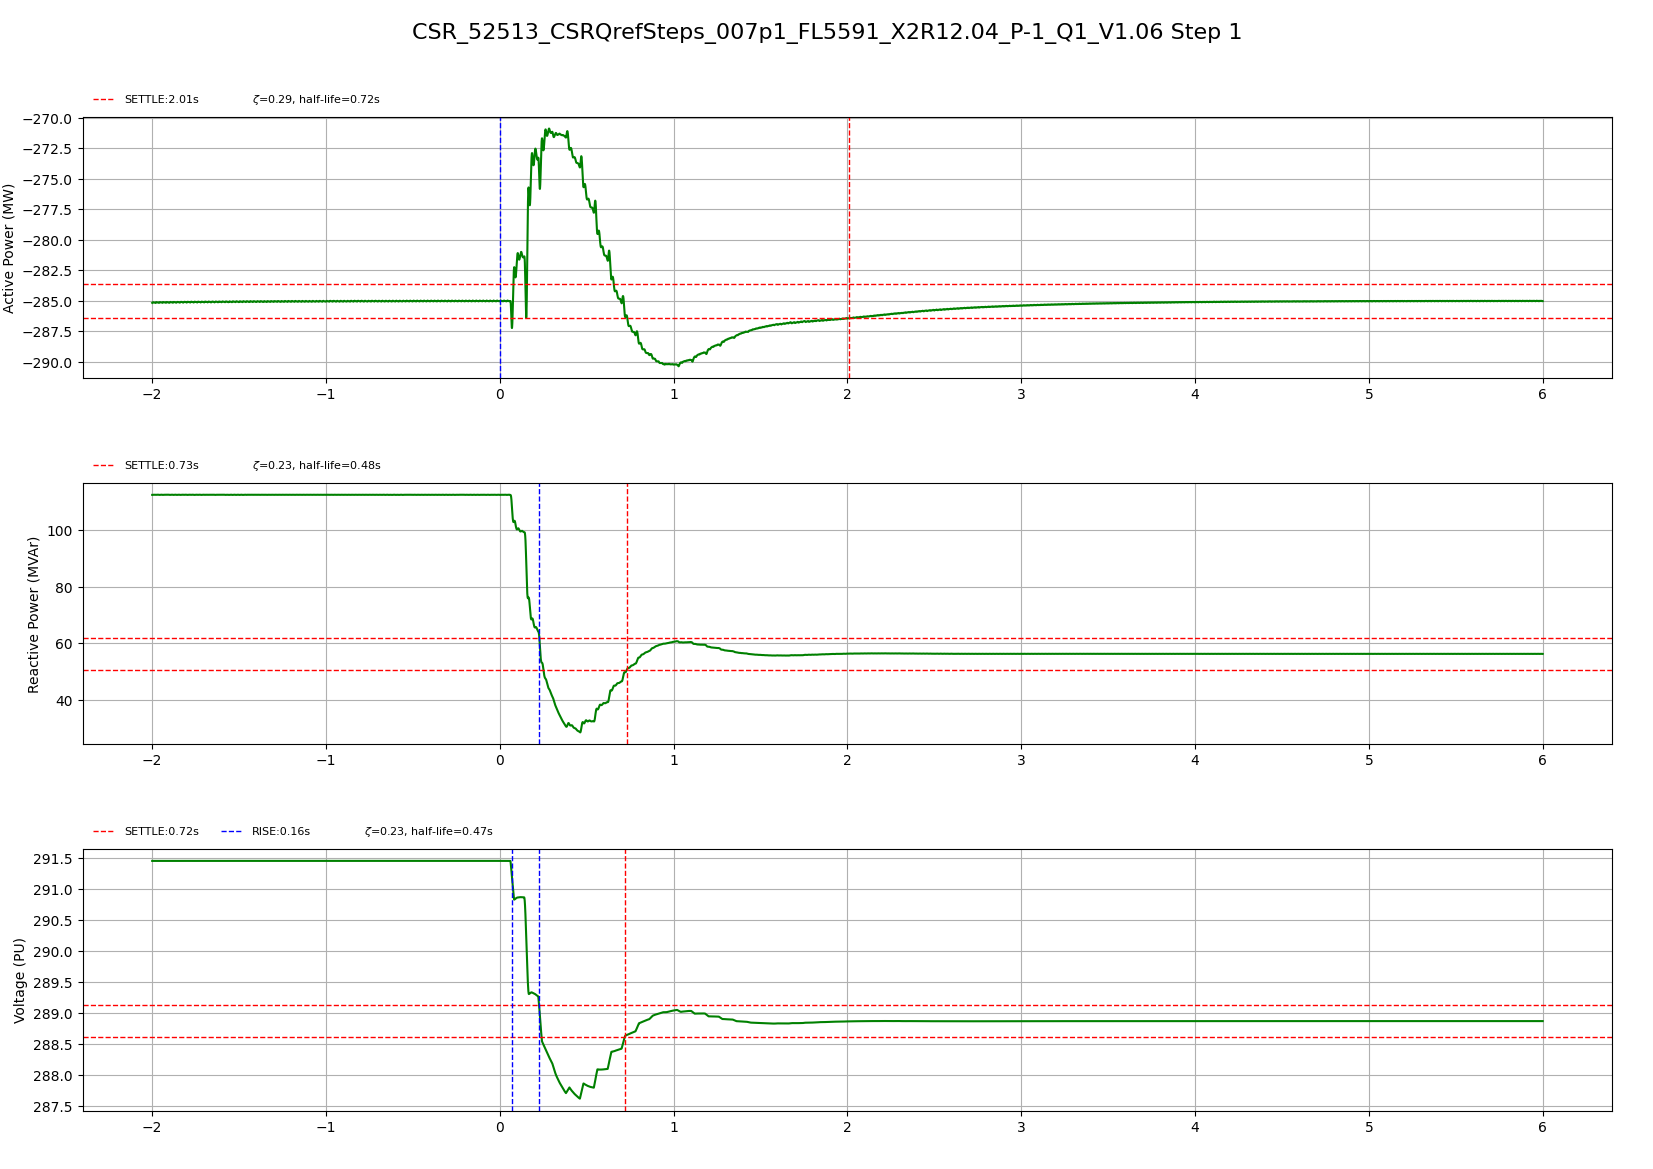 CSR_52513_CSRQrefSteps_007p1_FL5591_X2R12.04_P-1_Q1_V1.06 Step 1
SETTLE:2.01s ζ=0.29, half-life=0.72s
Active Power (MW)
−270.0
−272.5
−275.0
−277.5
−280.0
−282.5
−285.0
−287.5
−290.0
−2 −1 0 1 2 3 4 5 6
SETTLE:0.73s ζ=0.23, half-life=0.48s
Reactive Power (MVAr)
100
80
60
40
−2 −1 0 1 2 3 4 5 6
SETTLE:0.72s RISE:0.16s ζ=0.23, half-life=0.47s
Voltage (PU)
291.5
291.0
290.5
290.0
289.5
289.0
288.5
288.0
287.5
−2 −1 0 1 2 3 4 5 6